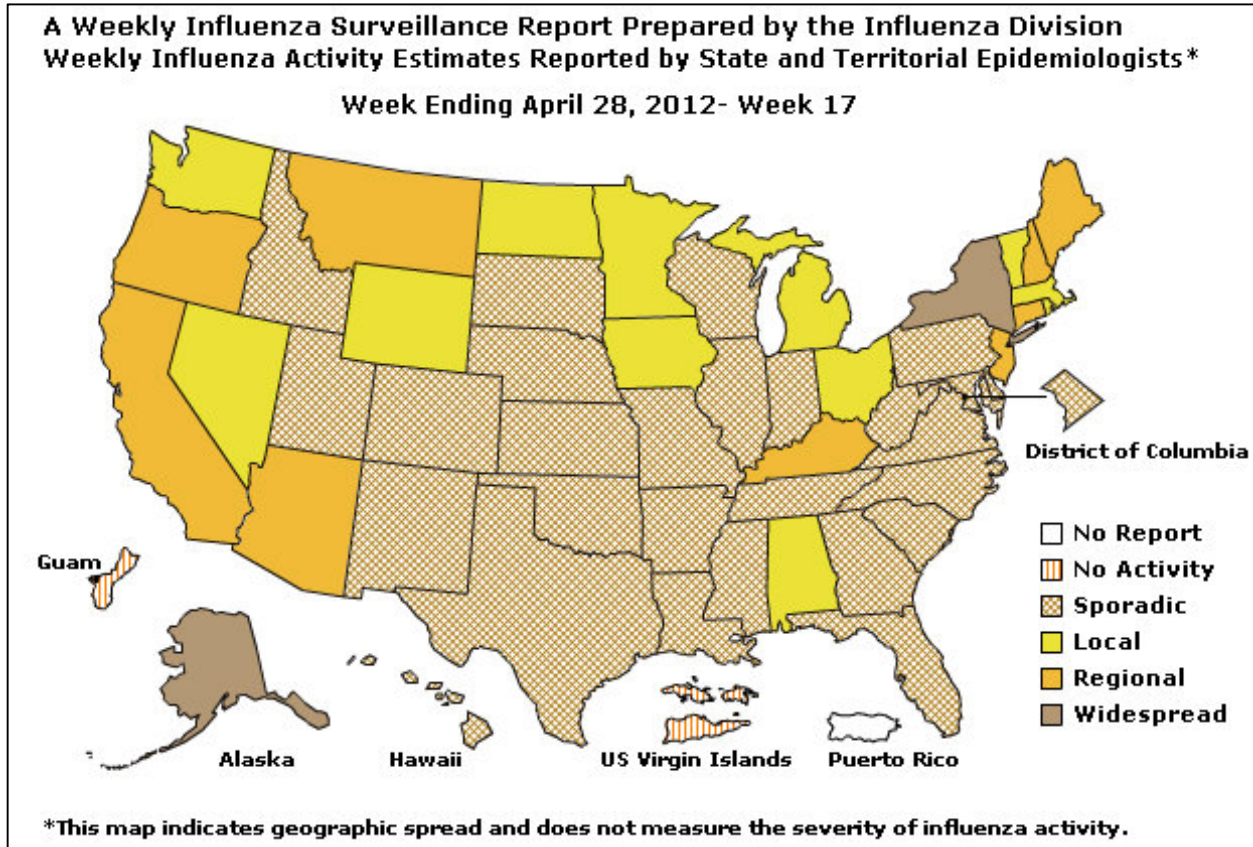 A Weekly Influenza Surveillance Report Prepared by the Influenza Division
Weekly Influenza Activity Estimates Reported by State and Territorial Epidemiologists*
Week Ending April 28, 2012- Week 17
District of Columbia
Guam
No Report
No Activity
Sporadic
Local
Regional
Widespread
Alaska
Hawaii
US Virgin Islands
Puerto Rico
*This map indicates geographic spread and does not measure the severity of influenza activity.